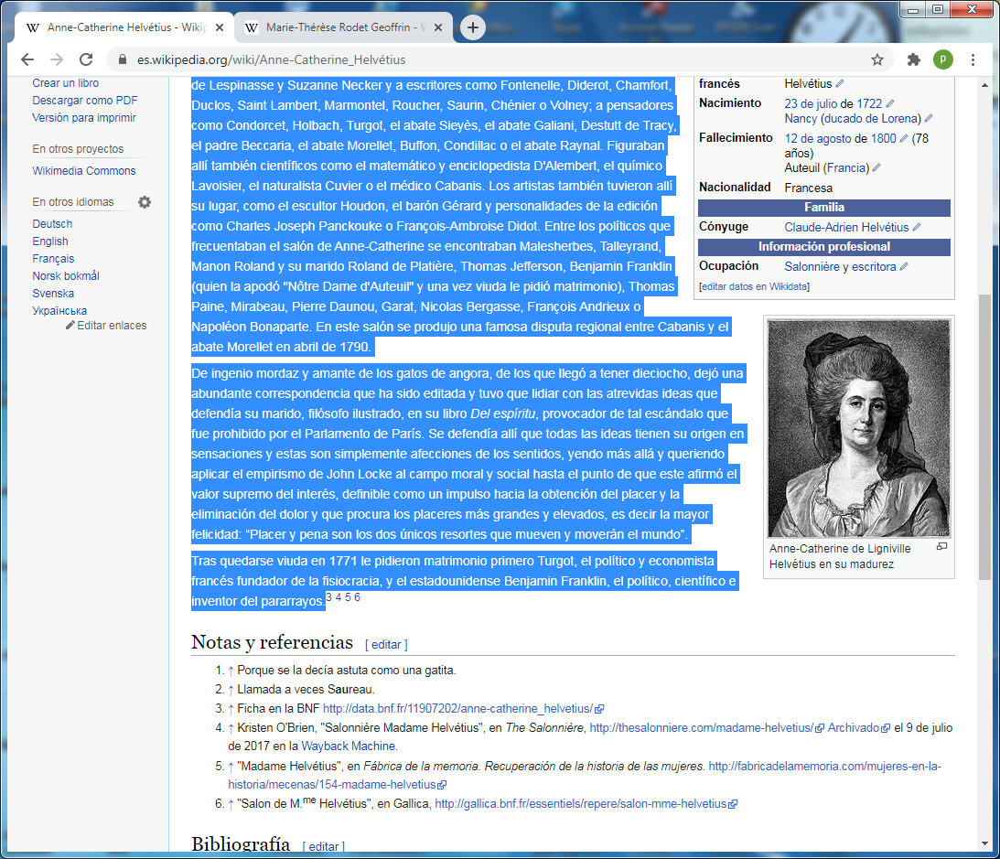 Anne-Catherine Helvétius - Wikip
Marie-Thérèse Rodet Geoffrin - W
es.wikipedia.org/wiki/Anne-Catherine_Helvétius
P
Crear un libro
Descargar como PDF
Versión para imprimir
En otros proyectos
Wikimedia Commons
En otros idiomas
Deutsch
English
Français
Norsk bokmål
Svenska
Українська
Editar enlaces
de Lespinasse y Suzanne Necker y a escritores como Fontenelle, Diderot, Chamfort,
Duclos, Saint Lambert, Marmontel, Roucher, Saurin, Chénier o Volney; a pensadores
como Condorcet, Holbach, Turgot, el abate Sieyès, el abate Galiani, Destutt de Tracy,
el padre Beccaria, el abate Morellet, Buffon, Condillac o el abate Raynal. Figuraban
allí también científicos como el matemático y enciclopedista D'Alembert, el químico
Lavoisier, el naturalista Cuvier o el médico Cabanis. Los artistas también tuvieron allí
su lugar, como el escultor Houdon, el barón Gérard y personalidades de la edición
como Charles Joseph Panckouke o François-Ambroise Didot. Entre los políticos que
frecuentaban el salón de Anne-Catherine se encontraban Malesherbes, Talleyrand,
Manon Roland y su marido Roland de Platière, Thomas Jefferson, Benjamin Franklin
(quien la apodó "Nôtre Dame d'Auteuil" y una vez viuda le pidió matrimonio), Thomas
Paine, Mirabeau, Pierre Daunou, Garat, Nicolas Bergasse, François Andrieux o
Napoléon Bonaparte. En este salón se produjo una famosa disputa regional entre Cabanis y el
abate Morellet en abril de 1790.
De ingenio mordaz y amante de los gatos de angora, de los que llegó a tener dieciocho, dejó una
abundante correspondencia que ha sido editada y tuvo que lidiar con las atrevidas ideas que
defendía su marido, filósofo ilustrado, en su libro Del espíritu, provocador de tal escándalo que
fue prohibido por el Parlamento de París. Se defendía allí que todas las ideas tienen su origen en
sensaciones y estas son simplemente afecciones de los sentidos, yendo más allá y queriendo
aplicar el empirismo de John Locke al campo moral y social hasta el punto de que este afirmó el
valor supremo del interés, definible como un impulso hacia la obtención del placer y la
eliminación del dolor y que procura los placeres más grandes y elevados, es decir la mayor
felicidad: “Placer y pena son los dos únicos resortes que mueven y moverán el mundo”.
Tras quedarse viuda en 1771 le pidieron matrimonio primero Turgot, el político y economista
francés fundador de la fisiocracia, y el estadounidense Benjamin Franklin, el político, científico e
inventor del pararrayos.3 4 5 6
francés Helvétius
Nacimiento 23 de julio de 1722
Nancy (ducado de Lorena)
Fallecimiento 12 de agosto de 1800 (78
años)
Auteuil (Francia)
Nacionalidad Francesa
Familia
Cónyuge Claude-Adrien Helvétius
Información profesional
Ocupación Salonnière y escritora
[editar datos en Wikidata]
Anne-Catherine de Ligniville
Helvétius en su madurez
Notas y referencias [ editar ]
1. ↑ Porque se la decía astuta como una gatita.
2. ↑ Llamada a veces Saureau.
3. ↑ Ficha en la BNF http://data.bnf.fr/11907202/anne-catherine_helvetius/
4. ↑ Kristen O'Brien, "Salonnière Madame Helvétius", en The Salonnière, http://thesalonniere.com/madame-helvetius/ Archivado el 9 de julio
de 2017 en la Wayback Machine.
5. ↑ "Madame Helvétius", en Fábrica de la memoria. Recuperación de la historia de las mujeres. http://fabricadelamemoria.com/mujeres-en-la-
historia/mecenas/154-madame-helvetius
6. ↑ "Salon de M.me Helvétius", en Gallica, http://gallica.bnf.fr/essentiels/repere/salon-mme-helvetius
Bibliografía [ editar ]